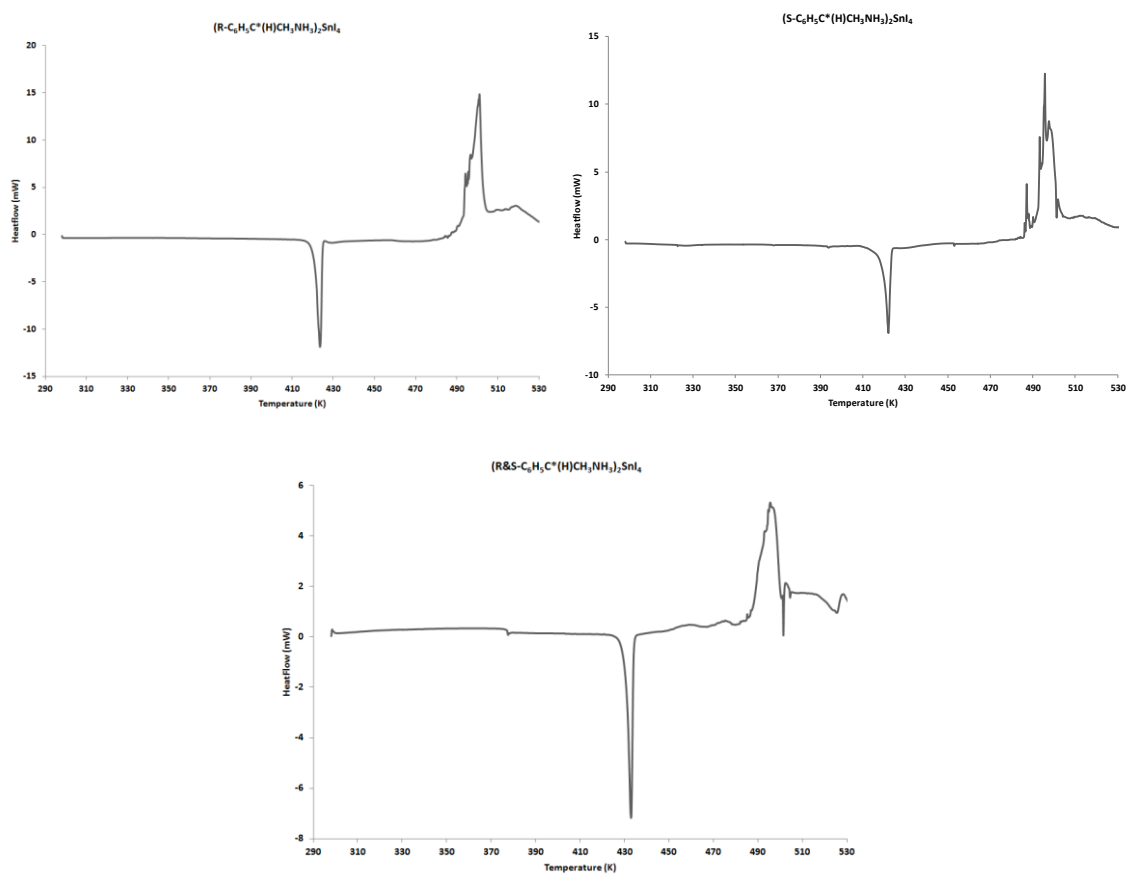 (R-C₆H₅C*(H)CH₃NH₃)₂SnI₄
20
15
10
5
0
-5
-10
-15
Heatflow (mW)
290 310 330 350 370 390 410 430 450 470 490 510 530
Temperature (K)
(S-C₆H₅C*(H)CH₃NH₃)₂SnI₄
15
10
5
0
-5
-10
Heatflow (mW)
290 310 330 350 370 390 410 430 450 470 490 510 530
Temperature (K)
(R&S-C₆H₅C*(H)CH₃NH₃)₂SnI₄
6
4
2
0
-2
-4
-6
-8
HeatFlow (mW)
290 310 330 350 370 390 410 430 450 470 490 510 530
Temperature (K)